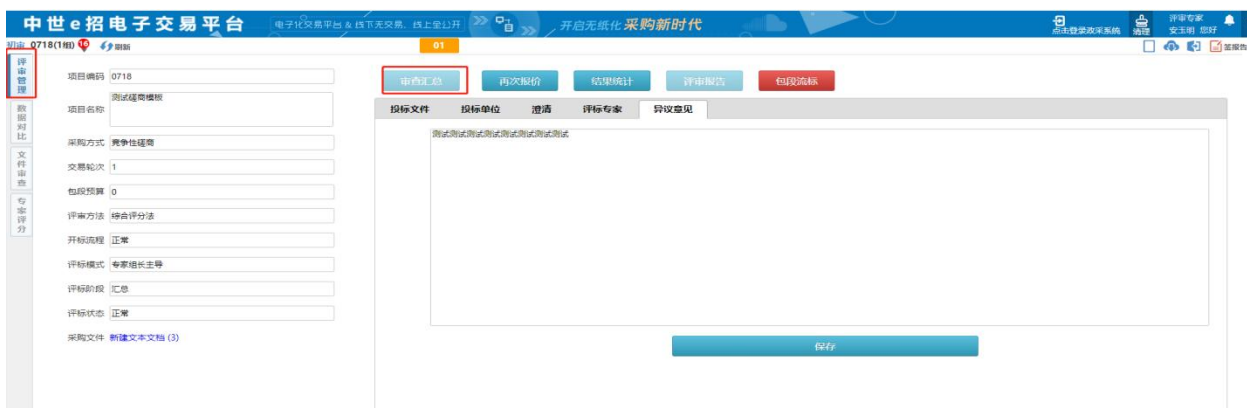 中世e招电子交易平台
电子化交易平台&线下无交易、线上全公开
开启无纸化采购新时代
点击登录政采系统
清理
评审专家
安玉明 您好
初审 0718(1组) 16 刷新
01
签报告
评审管理
数据对比
文件审查
专家评分
项目编码 0718
项目名称 测试磋商模板
采购方式 竞争性磋商
交易轮次 1
包段预算 0
评审方法 综合评分法
开标流程 正常
评标模式 专家组长主导
评标阶段 汇总
评标状态 正常
采购文件 新建文本文档 (3)
审查汇总 再次报价 结果统计 评审报告 包段流标
投标文件 投标单位 澄清 评标专家 异议意见
测试测试测试测试测试测试测试测试
保存